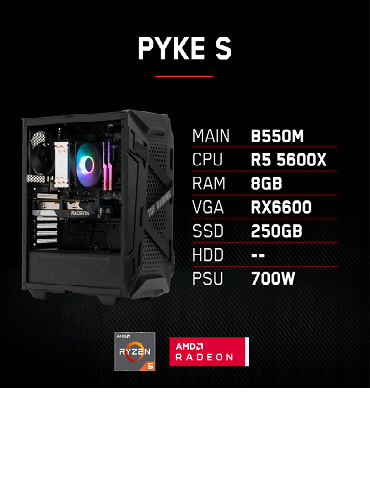 PYKE S
MAIN B550M
CPU R5 5600X
RAM 8GB
VGA RX6600
SSD 250GB
HDD --
PSU 700W
RADEON
AMD
RYZEN
5
AMD
RADEON